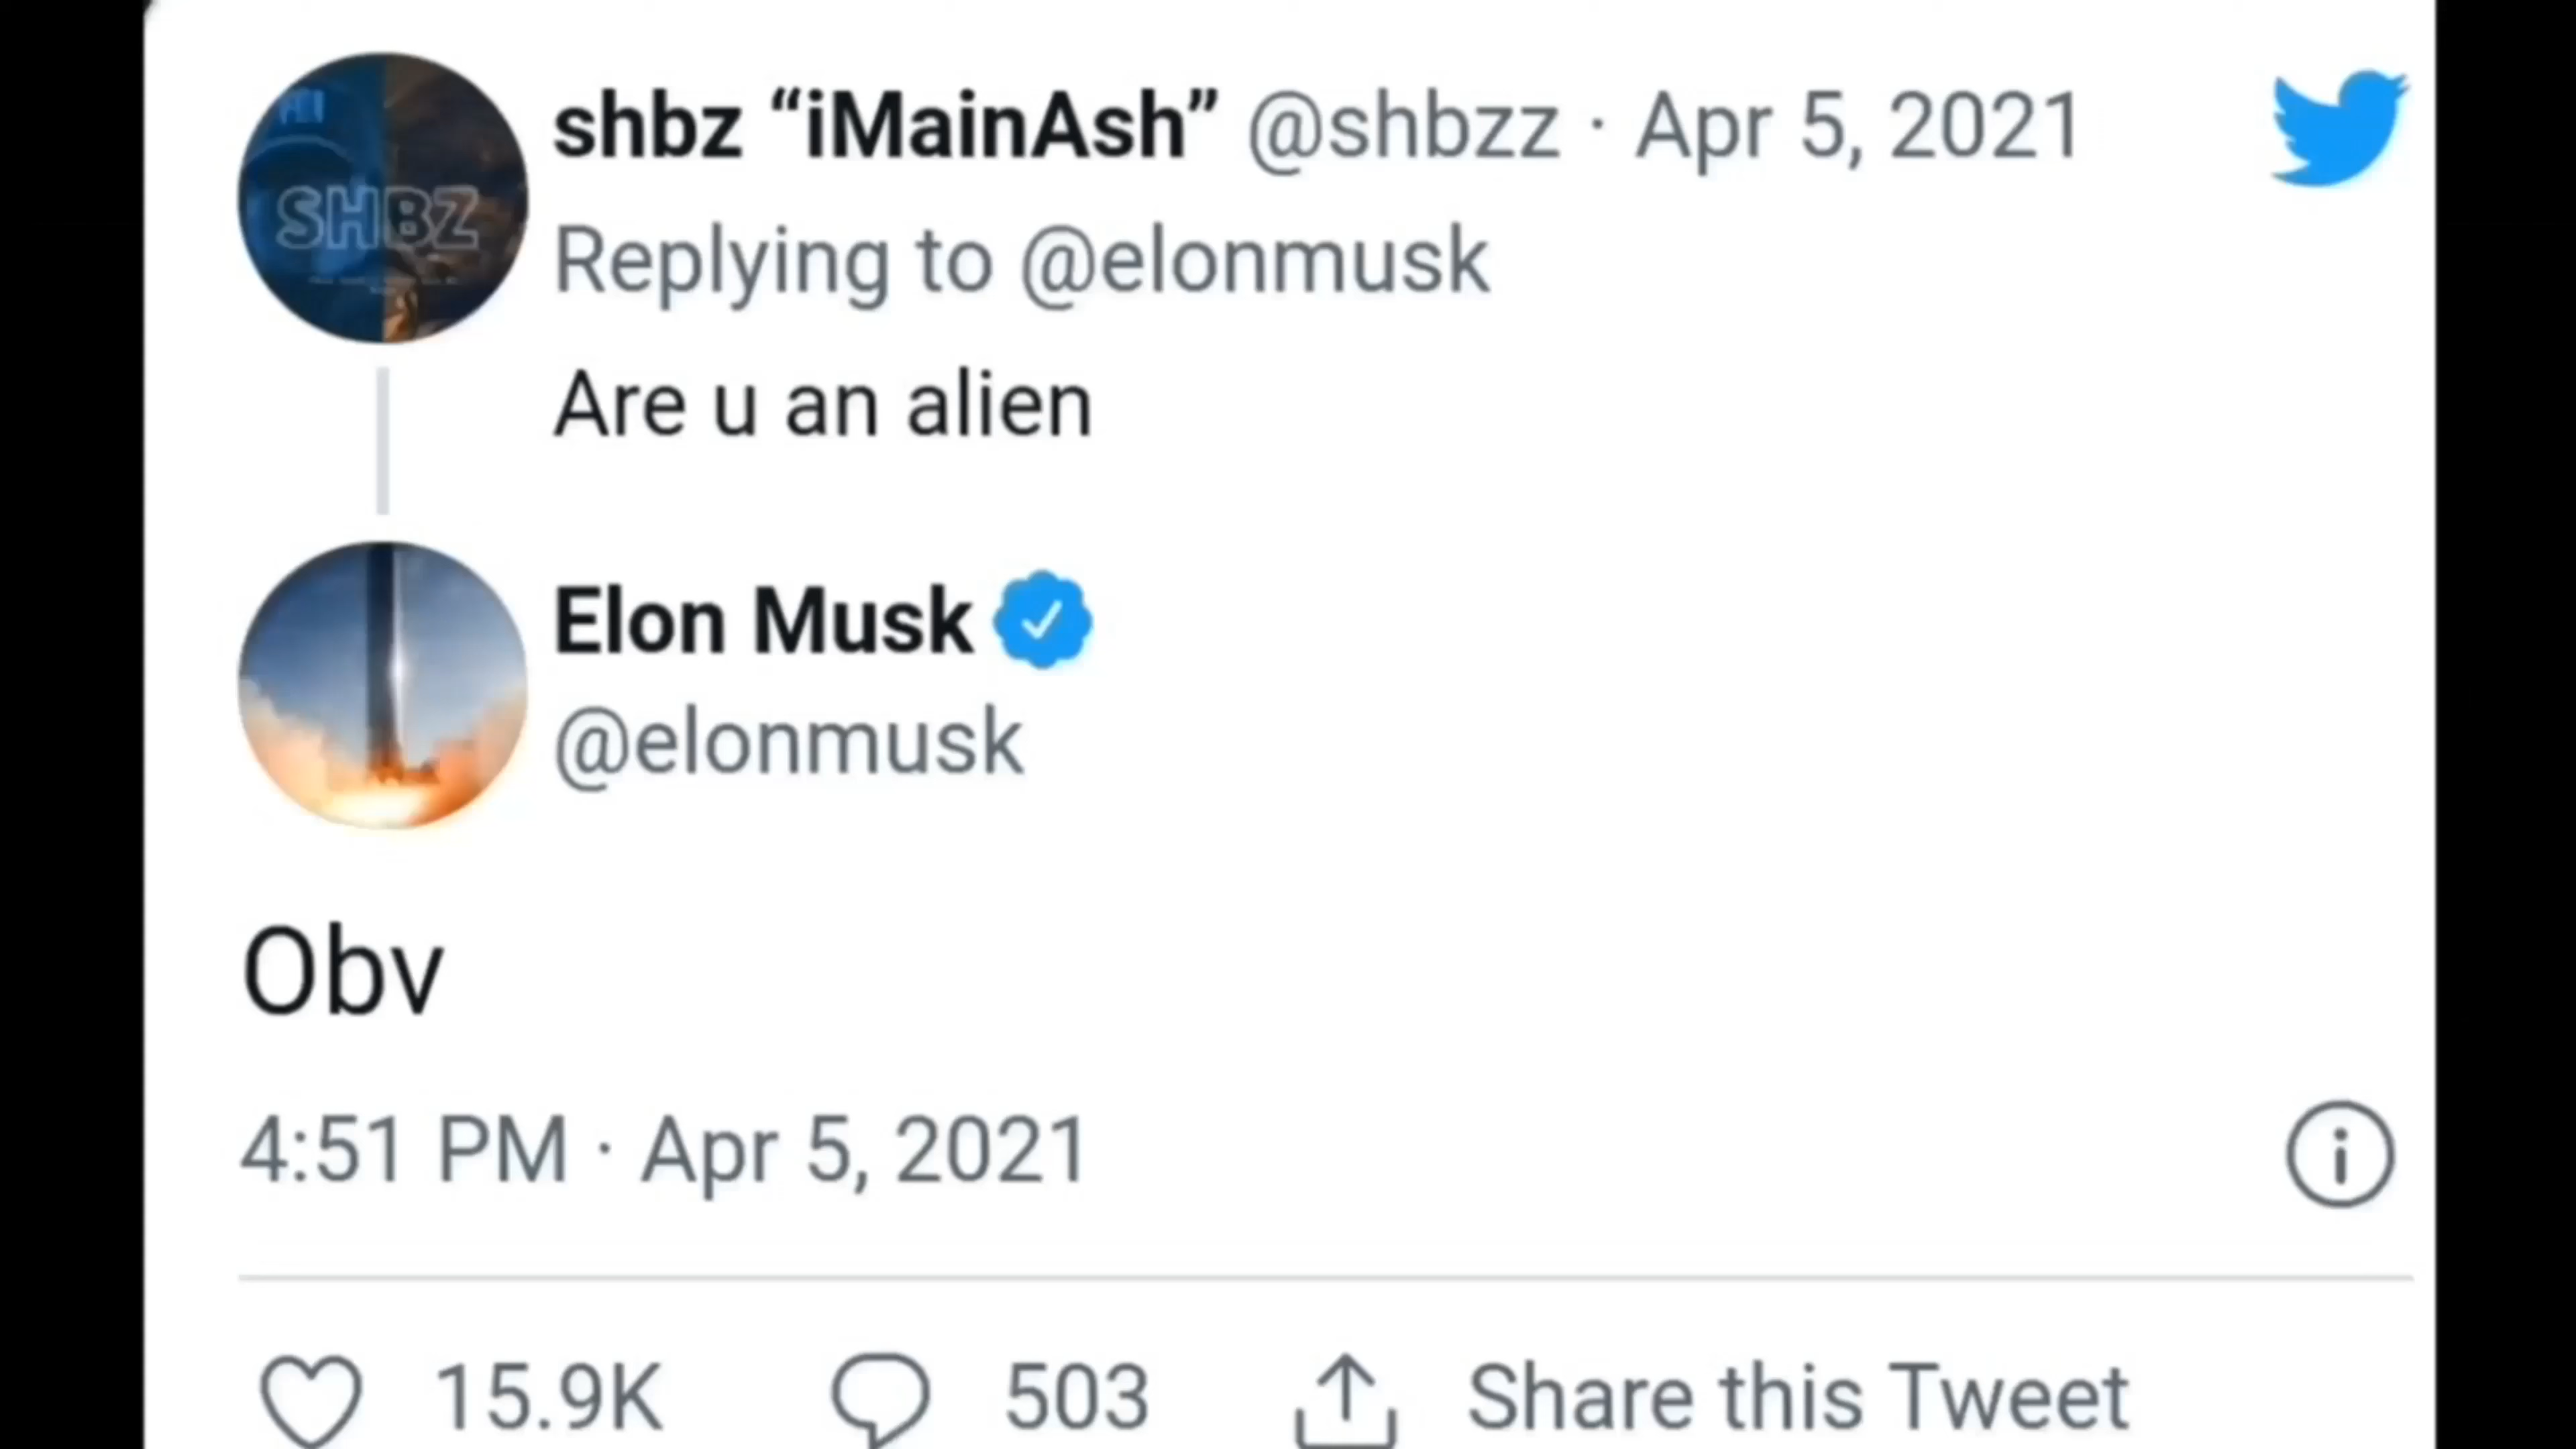 SHBZ
shbz “iMainAsh” @shbzz · Apr 5, 2021
Replying to @elonmusk
Are u an alien
Elon Musk
@elonmusk
Obv
4:51 PM · Apr 5, 2021
15.9K 503 Share this Tweet